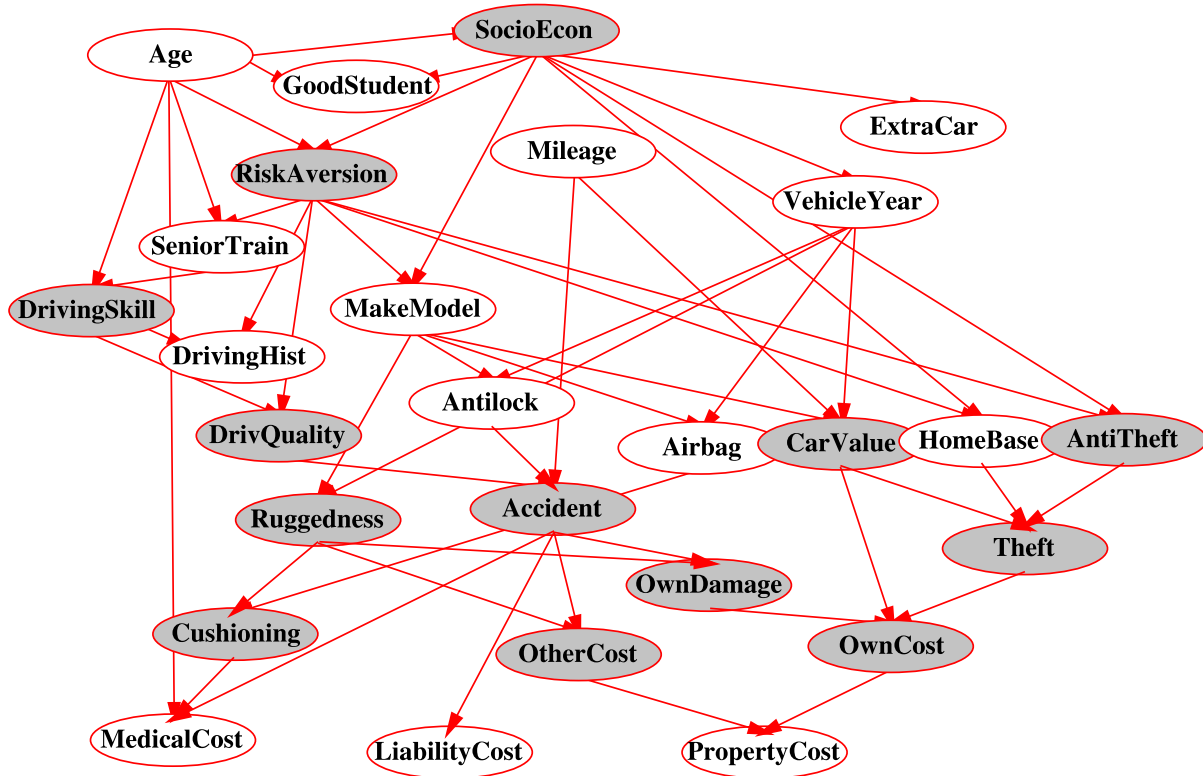 SocioEcon
Age
GoodStudent
ExtraCar
Mileage
RiskAversion
VehicleYear
SeniorTrain
DrivingSkill
MakeModel
DrivingHist
Antilock
DrivQuality
Airbag
CarValue
HomeBase
AntiTheft
Accident
Ruggedness
Theft
OwnDamage
Cushioning
OtherCost
OwnCost
MedicalCost
LiabilityCost
PropertyCost